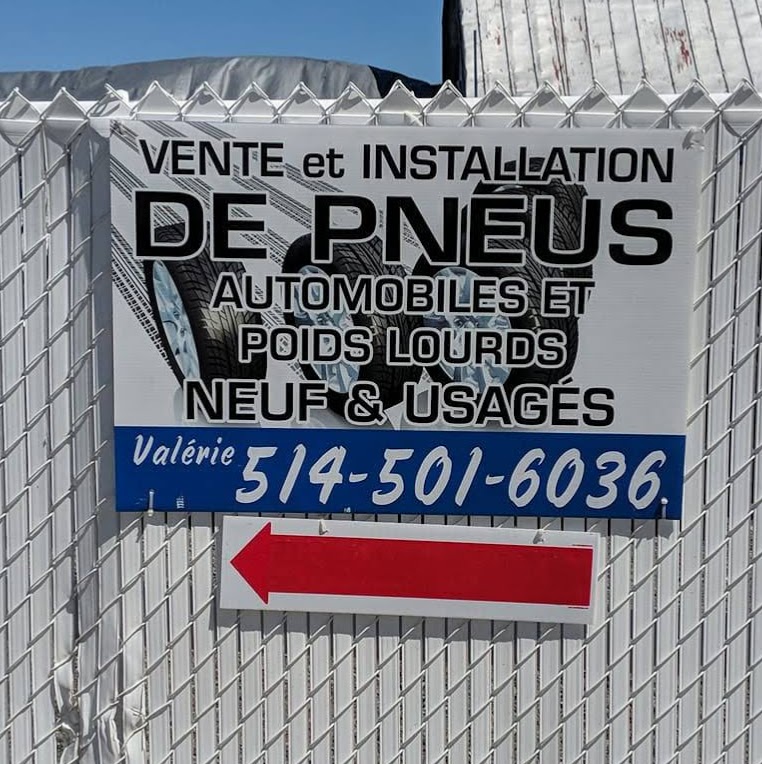 VENTE et INSTALLATION
DE PNEUS
AUTOMOBILES ET
POIDS LOURDS
NEUF & USAGÉS
Valérie 514-501-6036